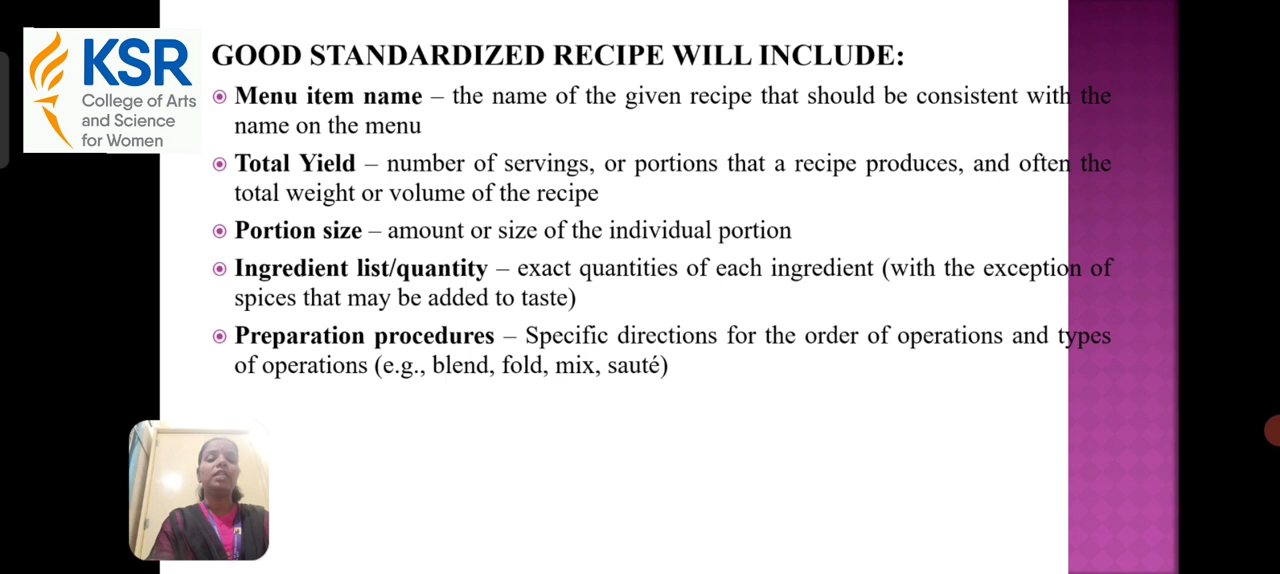 KSR
College of Arts
and Science
for Women
GOOD STANDARDIZED RECIPE WILL INCLUDE:
Menu item name – the name of the given recipe that should be consistent with the
name on the menu
Total Yield – number of servings, or portions that a recipe produces, and often the
total weight or volume of the recipe
Portion size – amount or size of the individual portion
Ingredient list/quantity – exact quantities of each ingredient (with the exception of
spices that may be added to taste)
Preparation procedures – Specific directions for the order of operations and types
of operations (e.g., blend, fold, mix, sauté)